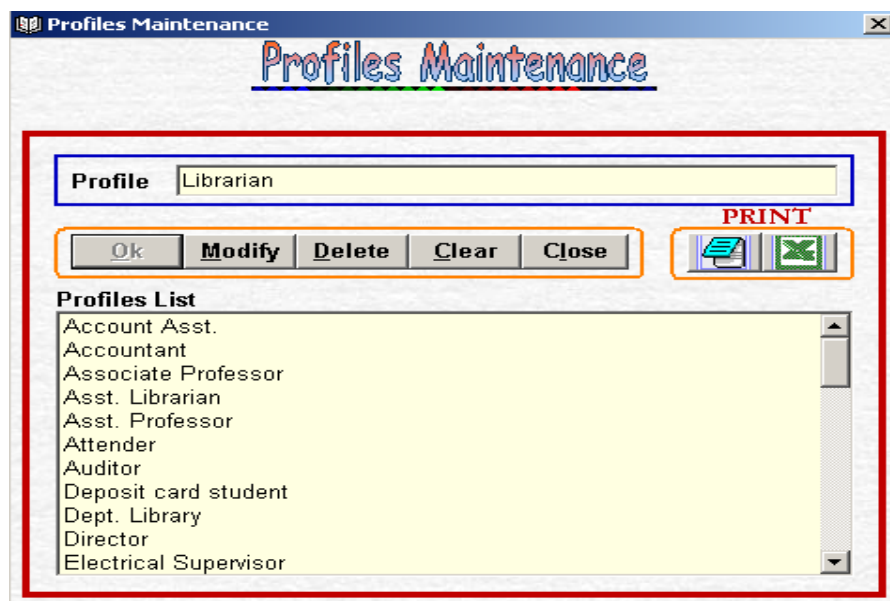 Profiles Maintenance
Profiles Maintenance
Profile Librarian
PRINT
Ok Modify Delete Clear Close
Profiles List
Account Asst.
Accountant
Associate Professor
Asst. Librarian
Asst. Professor
Attender
Auditor
Deposit card student
Dept. Library
Director
Electrical Supervisor